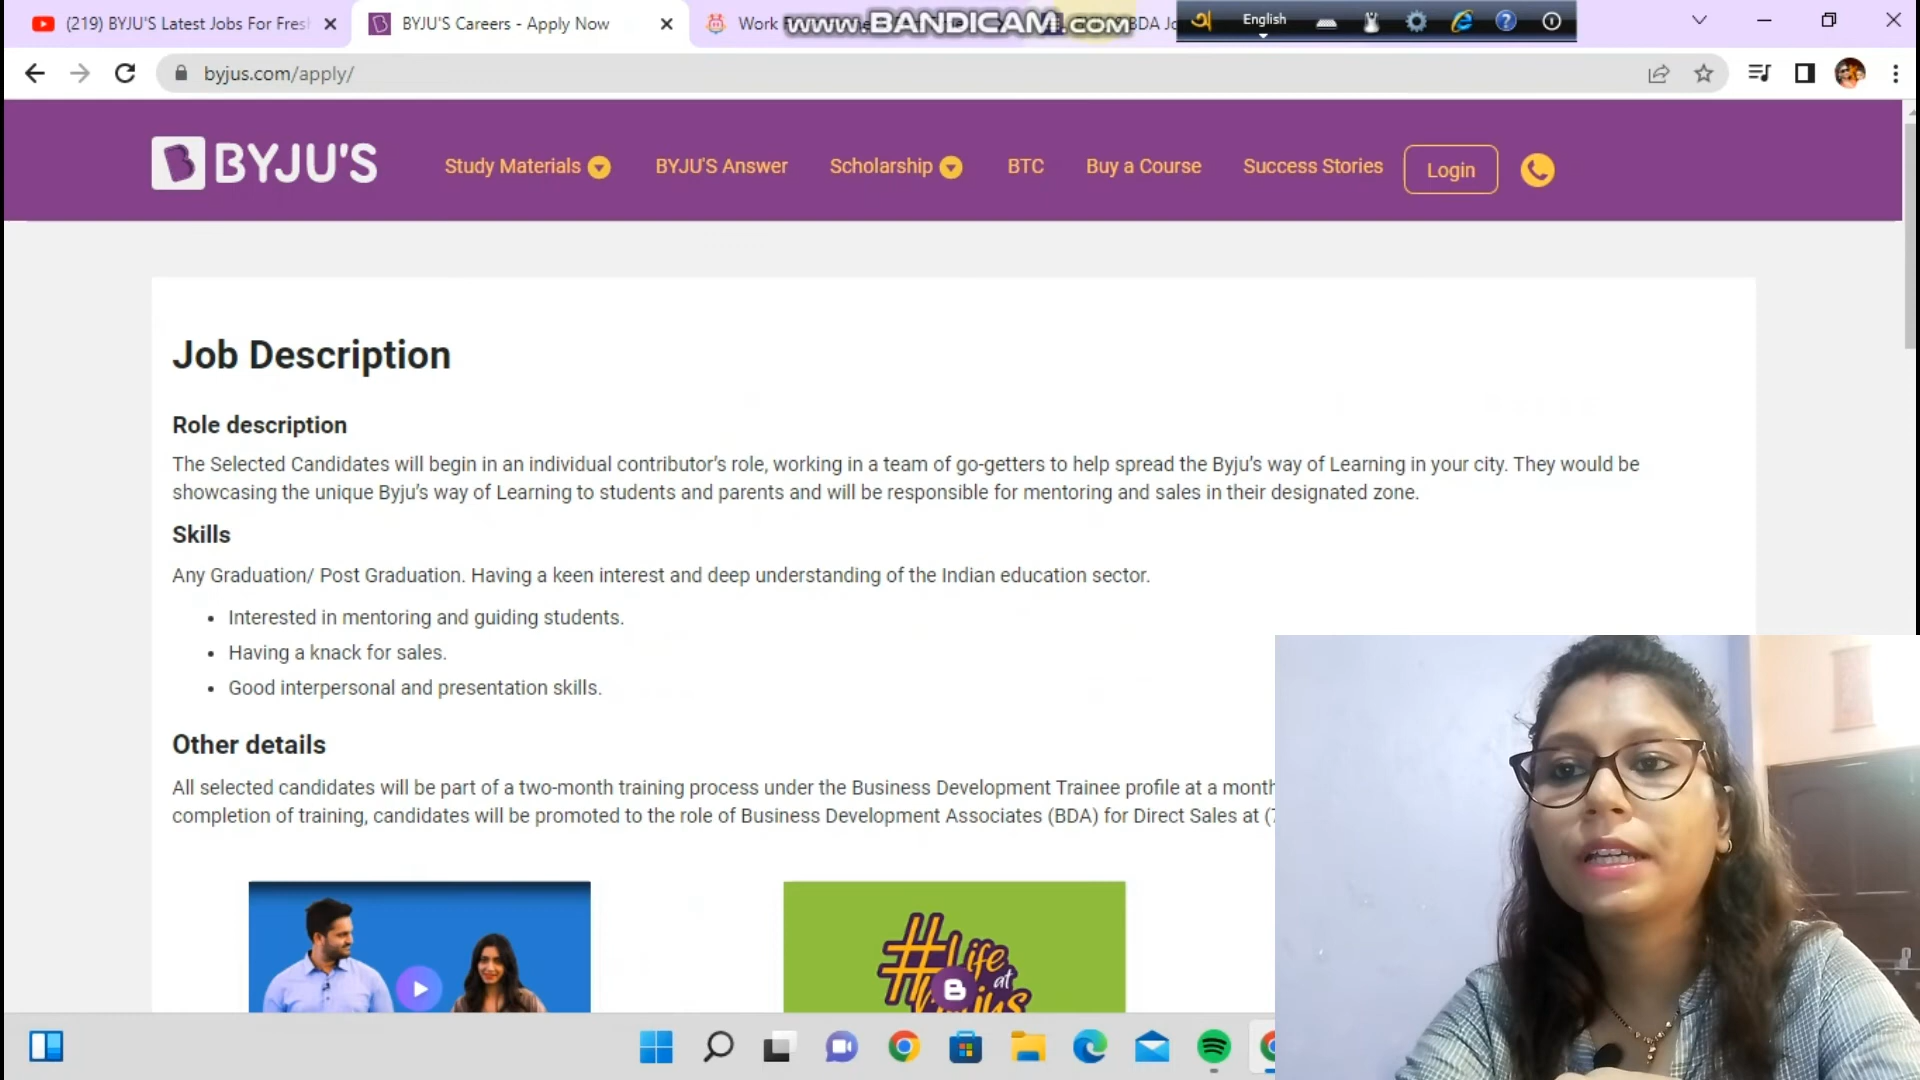 (219) BYJU'S Latest Jobs For Fres
BYJU'S Careers - Apply Now
Work
www.BANDICAM.com
BDA Jo
English
byjus.com/apply/
BYJU'S
Study Materials
BYJU'S Answer
Scholarship
BTC
Buy a Course
Success Stories
Login
Job Description
Role description
The Selected Candidates will begin in an individual contributor's role, working in a team of go-getters to help spread the Byju's way of Learning in your city. They would be
showcasing the unique Byju's way of Learning to students and parents and will be responsible for mentoring and sales in their designated zone.
Skills
Any Graduation/ Post Graduation. Having a keen interest and deep understanding of the Indian education sector.
• Interested in mentoring and guiding students.
• Having a knack for sales.
• Good interpersonal and presentation skills.
Other details
All selected candidates will be part of a two-month training process under the Business Development Trainee profile at a month
completion of training, candidates will be promoted to the role of Business Development Associates (BDA) for Direct Sales at (7
#Life
at
Byjus